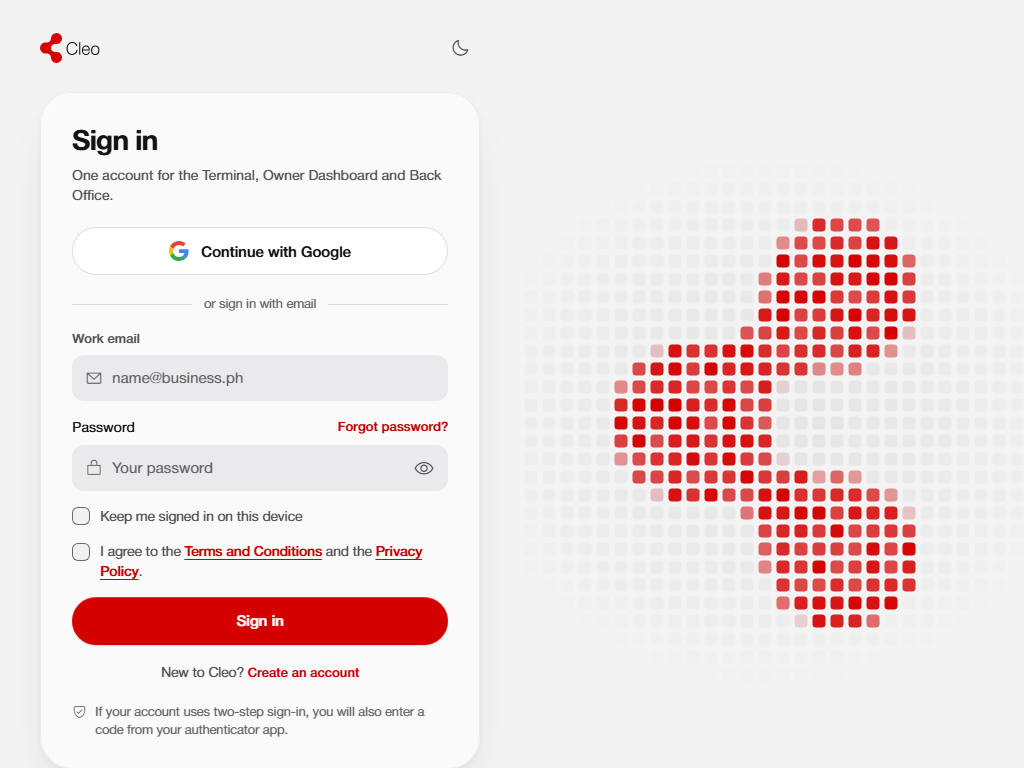 Cleo
Sign in
One account for the Terminal, Owner Dashboard and Back
Office.
Continue with Google
or sign in with email
Work email
name@business.ph
Password
Forgot password?
Your password
Keep me signed in on this device
I agree to the Terms and Conditions and the Privacy
Policy.
Sign in
New to Cleo? Create an account
If your account uses two-step sign-in, you will also enter a
code from your authenticator app.